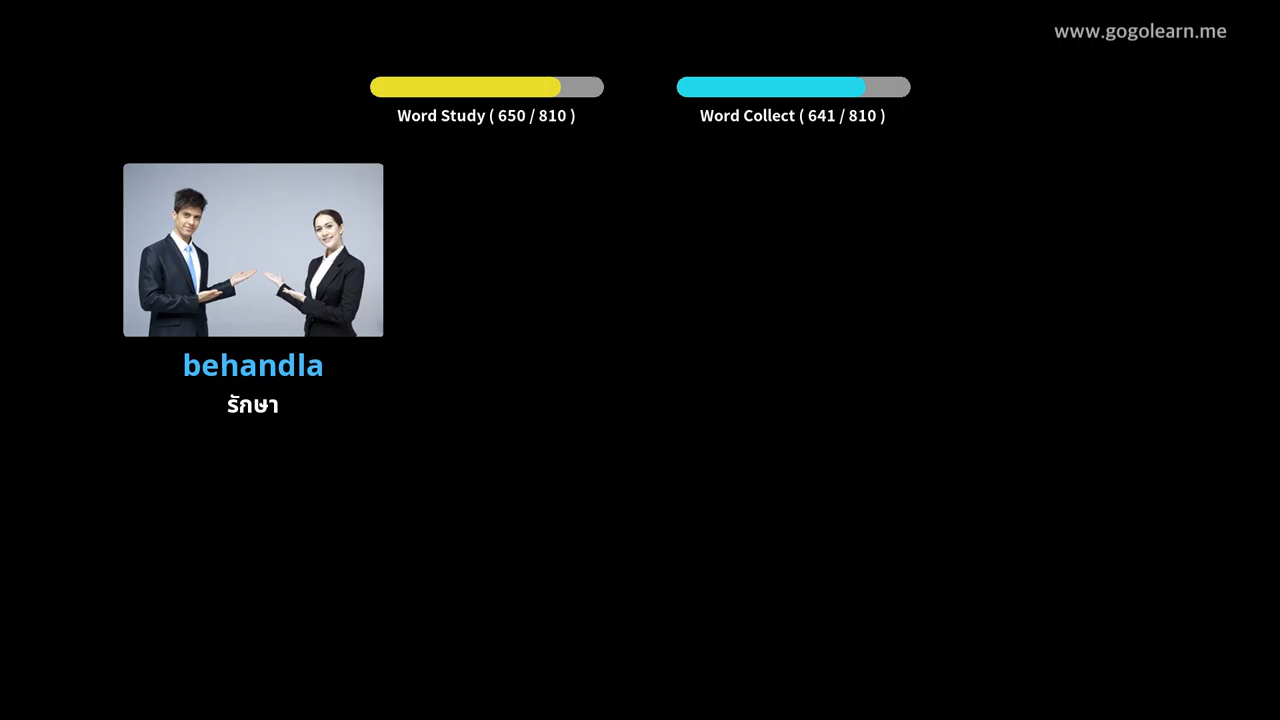 www.gogolearn.me
Word Study ( 650 / 810 )
Word Collect ( 641 / 810 )
behandla
รักษา